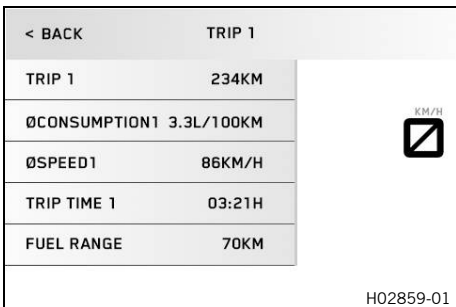 < BACK TRIP 1
TRIP 1 234KM
ØCONSUMPTION1 3.3L/100KM
KM/H
0
ØSPEED1 86KM/H
TRIP TIME 1 03:21H
FUEL RANGE 70KM
H02859-01